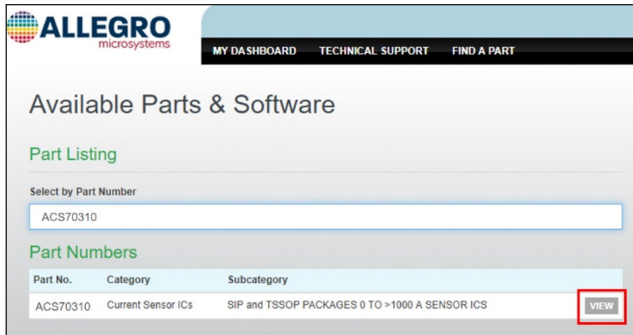 ALLEGRO
microsystems
MY DASHBOARD TECHNICAL SUPPORT FIND A PART
Available Parts & Software
Part Listing
Select by Part Number
ACS70310
Part Numbers
Part No. Category Subcategory
ACS70310 Current Sensor ICs SIP and TSSOP PACKAGES 0 TO >1000 A SENSOR ICS VIEW